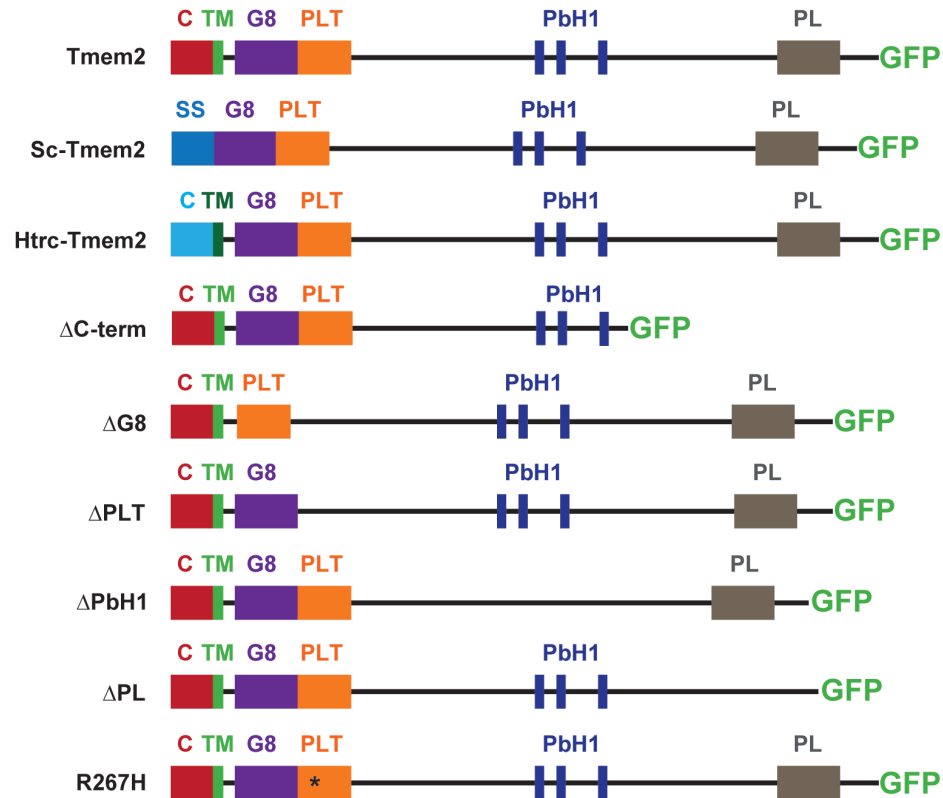 C TM G8 PLT PbH1 PL
Tmem2 GFP
SS G8 PLT PbH1 PL
Sc-Tmem2 GFP
C TM G8 PLT PbH1 PL
Htrc-Tmem2 GFP
C TM G8 PLT PbH1
ΔC-term GFP
C TM PLT PbH1 PL
ΔG8 GFP
C TM G8 PbH1 PL
ΔPLT GFP
C TM G8 PLT PL
ΔPbH1 GFP
C TM G8 PLT PbH1
ΔPL GFP
C TM G8 PLT PbH1 PL
R267H * GFP